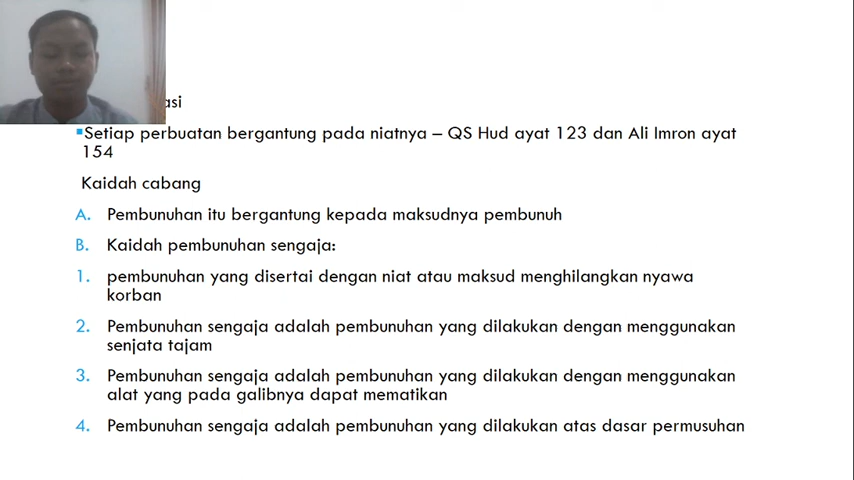 asi
Setiap perbuatan bergantung pada niatnya – QS Hud ayat 123 dan Ali Imron ayat
154
Kaidah cabang
A. Pembunuhan itu bergantung kepada maksudnya pembunuh
B. Kaidah pembunuhan sengaja:
1. pembunuhan yang disertai dengan niat atau maksud menghilangkan nyawa
korban
2. Pembunuhan sengaja adalah pembunuhan yang dilakukan dengan menggunakan
senjata tajam
3. Pembunuhan sengaja adalah pembunuhan yang dilakukan dengan menggunakan
alat yang pada galibnya dapat mematikan
4. Pembunuhan sengaja adalah pembunuhan yang dilakukan atas dasar permusuhan